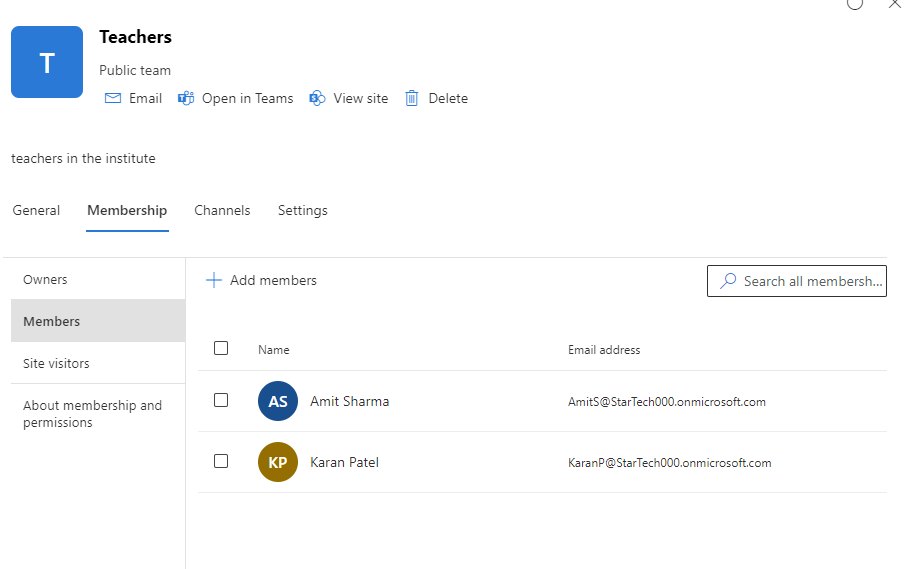 T
Teachers
Public team
Email Open in Teams View site Delete
teachers in the institute
General Membership Channels Settings
Owners
Members
Site visitors
About membership and
permissions
Add members
Search all membersh...
Name Email address
AS Amit Sharma AmitS@StarTech000.onmicrosoft.com
KP Karan Patel KaranP@StarTech000.onmicrosoft.com